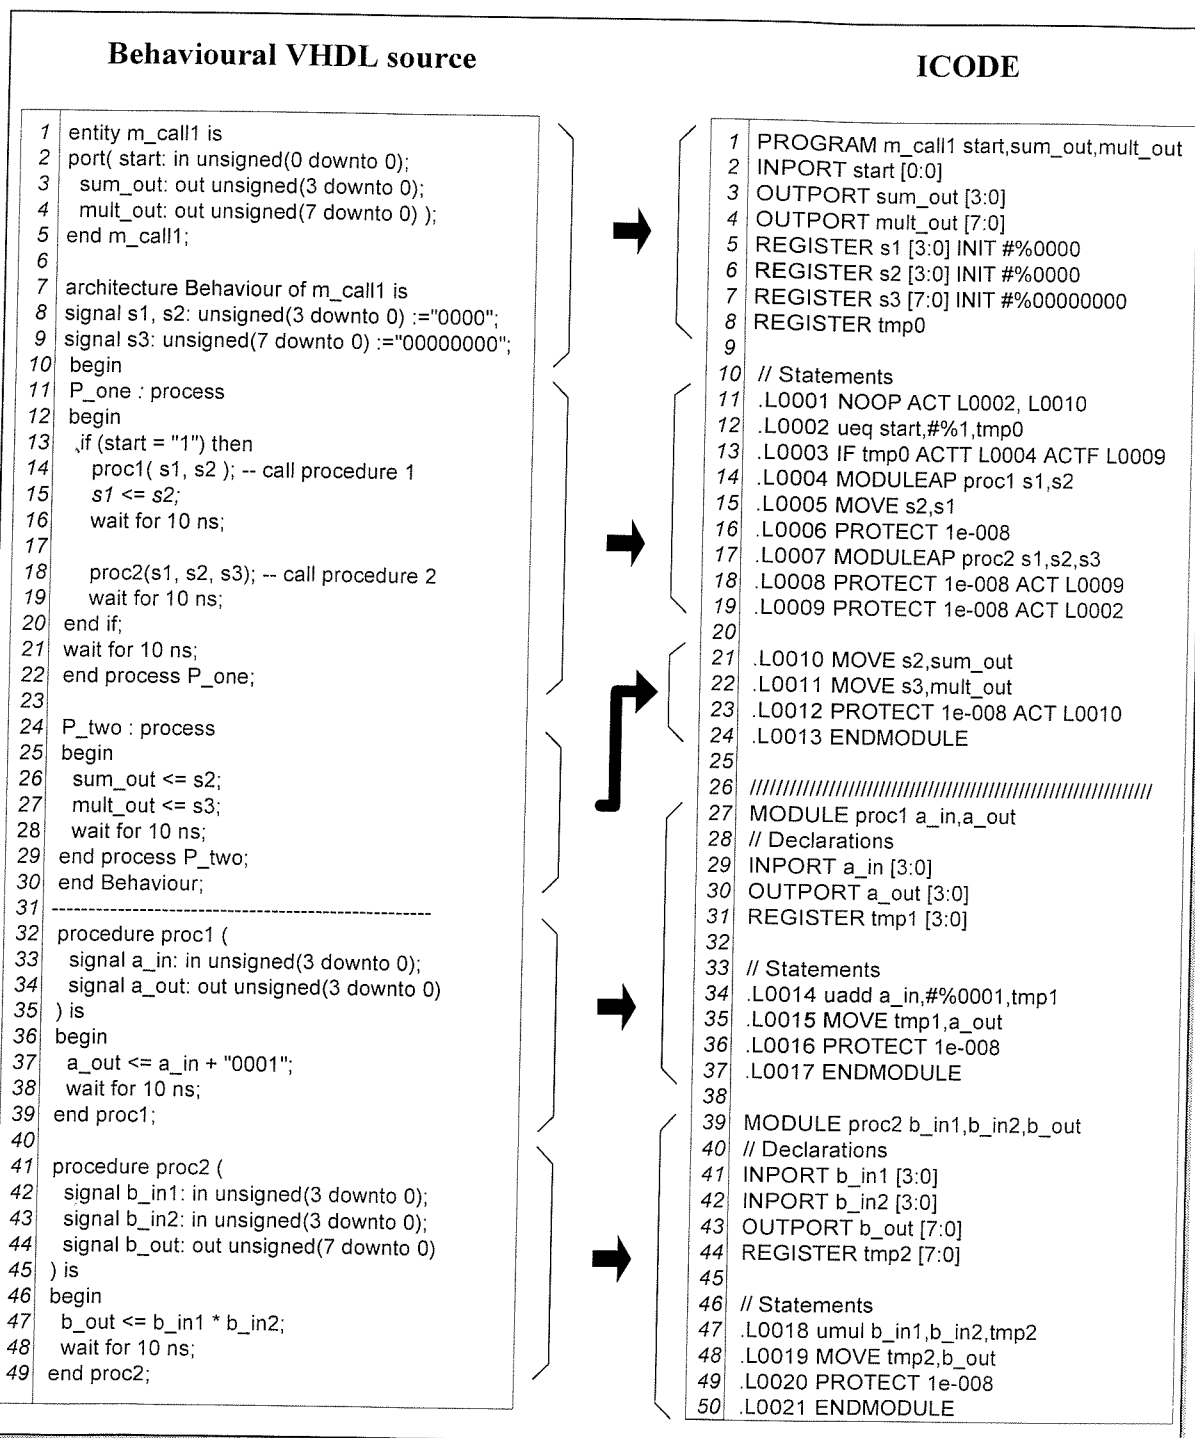 Behavioural VHDL source
1 entity m_call1 is
2 port( start: in unsigned(0 downto 0);
3 sum_out: out unsigned(3 downto 0);
4 mult_out: out unsigned(7 downto 0) );
5 end m_call1;
6
7 architecture Behaviour of m_call1 is
8 signal s1, s2: unsigned(3 downto 0) :="0000";
9 signal s3: unsigned(7 downto 0) :="00000000";
10 begin
11 P_one : process
12 begin
13 if (start = "1") then
14 proc1( s1, s2 ); -- call procedure 1
15 s1 <= s2;
16 wait for 10 ns;
17
18 proc2(s1, s2, s3); -- call procedure 2
19 wait for 10 ns;
20 end if;
21 wait for 10 ns;
22 end process P_one;
23
24 P_two : process
25 begin
26 sum_out <= s2;
27 mult_out <= s3;
28 wait for 10 ns;
29 end process P_two;
30 end Behaviour;
31 ------------------------------------------------
32 procedure proc1 (
33 signal a_in: in unsigned(3 downto 0);
34 signal a_out: out unsigned(3 downto 0)
35 ) is
36 begin
37 a_out <= a_in + "0001";
38 wait for 10 ns;
39 end proc1;
40
41 procedure proc2 (
42 signal b_in1: in unsigned(3 downto 0);
43 signal b_in2: in unsigned(3 downto 0);
44 signal b_out: out unsigned(7 downto 0)
45 ) is
46 begin
47 b_out <= b_in1 * b_in2;
48 wait for 10 ns;
49 end proc2;
ICODE
1 PROGRAM m_call1 start,sum_out,mult_out
2 INPORT start [0:0]
3 OUTPORT sum_out [3:0]
4 OUTPORT mult_out [7:0]
5 REGISTER s1 [3:0] INIT #%0000
6 REGISTER s2 [3:0] INIT #%0000
7 REGISTER s3 [7:0] INIT #%00000000
8 REGISTER tmp0
9
10 // Statements
11 .L0001 NOOP ACT L0002, L0010
12 .L0002 ueq start,#%1,tmp0
13 .L0003 IF tmp0 ACTT L0004 ACTF L0009
14 .L0004 MODULEAP proc1 s1,s2
15 .L0005 MOVE s2,s1
16 .L0006 PROTECT 1e-008
17 .L0007 MODULEAP proc2 s1,s2,s3
18 .L0008 PROTECT 1e-008 ACT L0009
19 .L0009 PROTECT 1e-008 ACT L0002
20
21 .L0010 MOVE s2,sum_out
22 .L0011 MOVE s3,mult_out
23 .L0012 PROTECT 1e-008 ACT L0010
24 .L0013 ENDMODULE
25
26 ////////////////////////////////////////////////////////////
27 MODULE proc1 a_in,a_out
28 // Declarations
29 INPORT a_in [3:0]
30 OUTPORT a_out [3:0]
31 REGISTER tmp1 [3:0]
32
33 // Statements
34 .L0014 uadd a_in,#%0001,tmp1
35 .L0015 MOVE tmp1,a_out
36 .L0016 PROTECT 1e-008
37 .L0017 ENDMODULE
38
39 MODULE proc2 b_in1,b_in2,b_out
40 // Declarations
41 INPORT b_in1 [3:0]
42 INPORT b_in2 [3:0]
43 OUTPORT b_out [7:0]
44 REGISTER tmp2 [7:0]
45
46 // Statements
47 .L0018 umul b_in1,b_in2,tmp2
48 .L0019 MOVE tmp2,b_out
49 .L0020 PROTECT 1e-008
50 .L0021 ENDMODULE